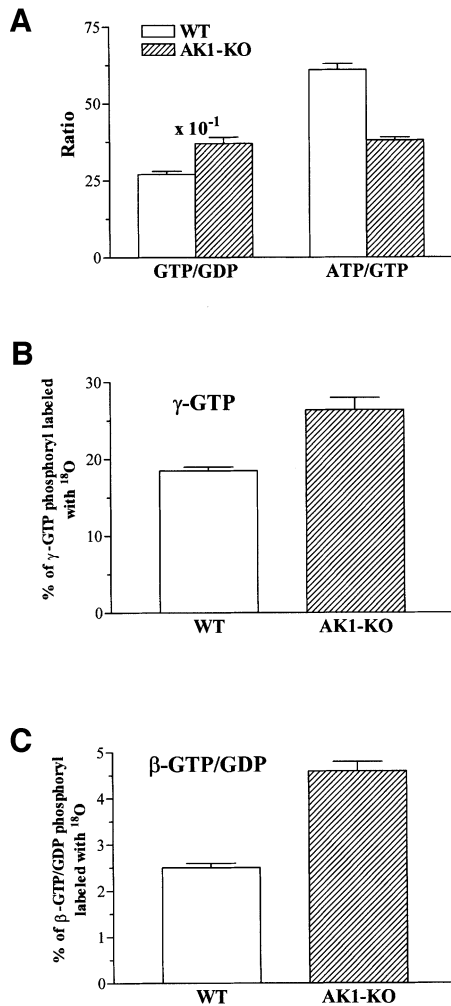 A
WT
AK1-KO
75
50
25
0
Ratio
x 10⁻¹
GTP/GDP
ATP/GTP
B
30
20
10
0
% of γ-GTP phosphoryl labeled
with ¹⁸O
γ-GTP
WT
AK1-KO
C
5
4
3
2
1
0
% of β-GTP/GDP phosphoryl
labeled with ¹⁸O
β-GTP/GDP
WT
AK1-KO